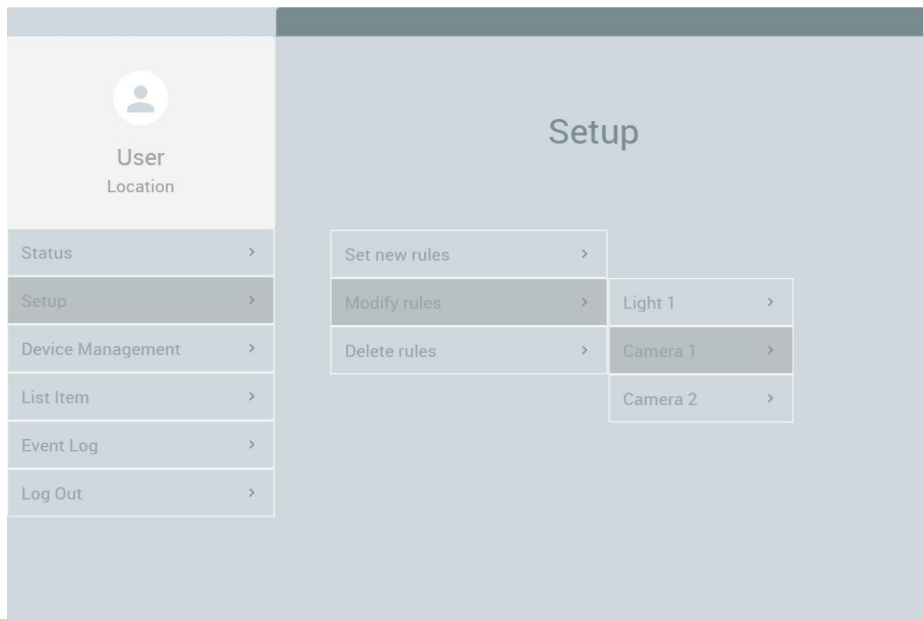 User
Location
Setup
Status
Setup
Device Management
List Item
Event Log
Log Out
Set new rules
Modify rules
Delete rules
Light 1
Camera 1
Camera 2